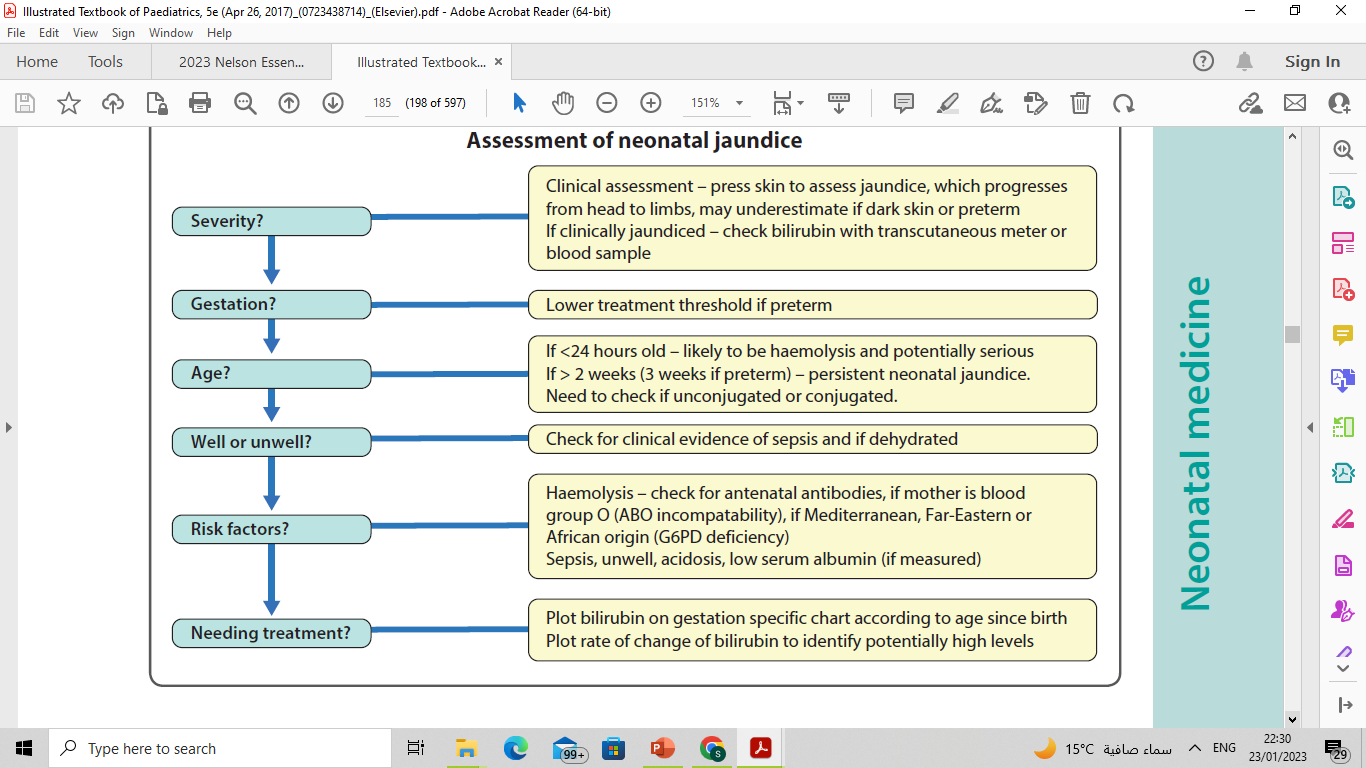 Illustrated Textbook of Paediatrics, 5e (Apr 26, 2017)_(0723438714)_(Elsevier).pdf - Adobe Acrobat Reader (64-bit)
File Edit View Sign Window Help
Home Tools 2023 Nelson Essen... Illustrated Textbook... ×
? Sign In
185 (198 of 597) 151%
Assessment of neonatal jaundice
Severity?
Clinical assessment – press skin to assess jaundice, which progresses
from head to limbs, may underestimate if dark skin or preterm
If clinically jaundiced – check bilirubin with transcutaneous meter or
blood sample
Gestation?
Lower treatment threshold if preterm
Age?
If <24 hours old – likely to be haemolysis and potentially serious
If > 2 weeks (3 weeks if preterm) – persistent neonatal jaundice.
Need to check if unconjugated or conjugated.
Well or unwell?
Check for clinical evidence of sepsis and if dehydrated
Risk factors?
Haemolysis – check for antenatal antibodies, if mother is blood
group O (ABO incompatability), if Mediterranean, Far-Eastern or
African origin (G6PD deficiency)
Sepsis, unwell, acidosis, low serum albumin (if measured)
Needing treatment?
Plot bilirubin on gestation specific chart according to age since birth
Plot rate of change of bilirubin to identify potentially high levels
Neonatal medicine
Type here to search
99+
P
S
15°C سماء صافية
ENG
22:30
23/01/2023
29